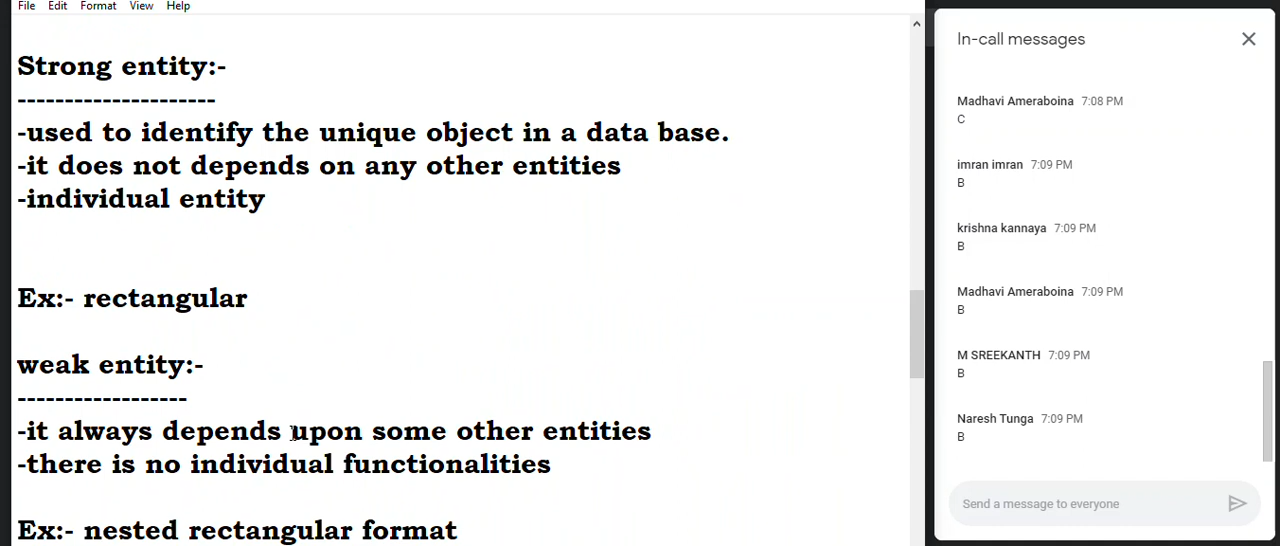 File Edit Format View Help
Strong entity:-
---------------------
-used to identify the unique object in a data base.
-it does not depends on any other entities
-individual entity
Ex:- rectangular
weak entity:-
-----------------
-it always depends upon some other entities
-there is no individual functionalities
Ex:- nested rectangular format
In-call messages
Madhavi Ameraboina 7:08 PM
C
imran imran 7:09 PM
B
krishna kannaya 7:09 PM
B
Madhavi Ameraboina 7:09 PM
B
M SREEKANTH 7:09 PM
B
Naresh Tunga 7:09 PM
B
Send a message to everyone